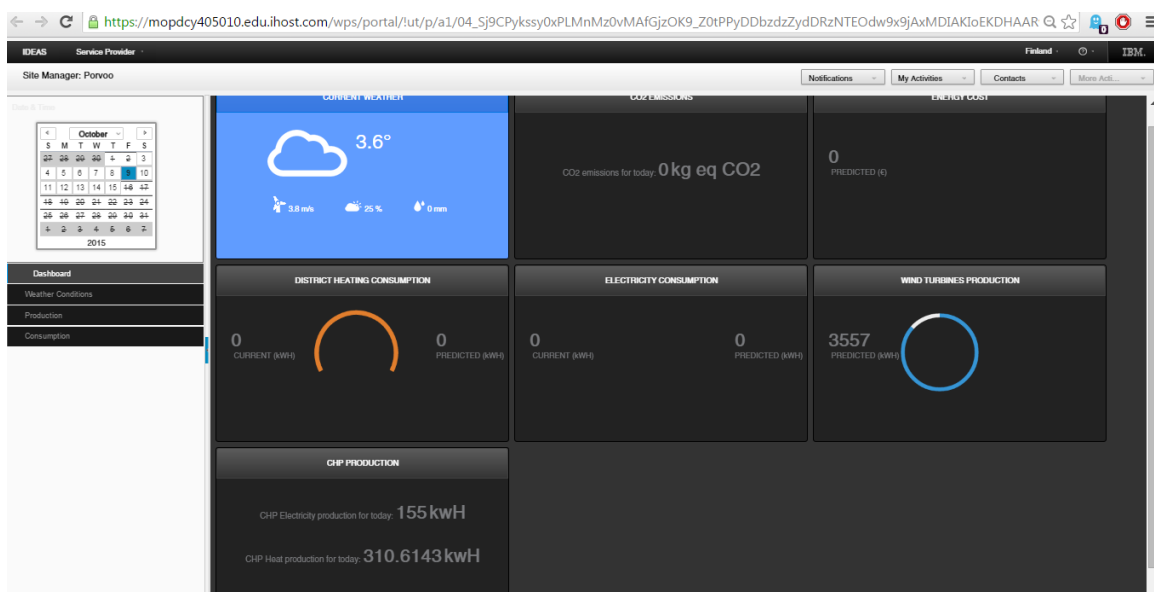 https://mopdcy405010.edu.ihost.com/wps/portal/!ut/p/a1/04_Sj9CPykssy0xPLMnMz0vMAfGjzOK9_Z0tPPyDDbzdzZydDRzNTEOdw9x9jAxMDIAKIoEKDHAAR
IDEAS Service Provider Finland IBM.
Site Manager: Porvoo Notifications My Activities Contacts More Acti...
Date & Time
October
S M T W T F S
27 28 29 30 1 2 3
4 5 6 7 8 9 10
11 12 13 14 15 16 17
18 19 20 21 22 23 24
25 26 27 28 29 30 31
1 2 3 4 5 6 7
2015
Dashboard
Weather Conditions
Production
Consumption
CURRENT WEATHER
3.6°
3.8 m/s 25 % 0 mm
CO2 EMISSIONS
CO2 emissions for today: 0 kg eq CO2
ENERGY COST
0
PREDICTED (€)
DISTRICT HEATING CONSUMPTION
0 0
CURRENT (kWH) PREDICTED (kWH)
ELECTRICITY CONSUMPTION
0 0
CURRENT (kWH) PREDICTED (kWH)
WIND TURBINES PRODUCTION
3557
PREDICTED (kWH)
CHP PRODUCTION
CHP Electricity production for today: 155 kwH
CHP Heat production for today: 310.6143 kwH